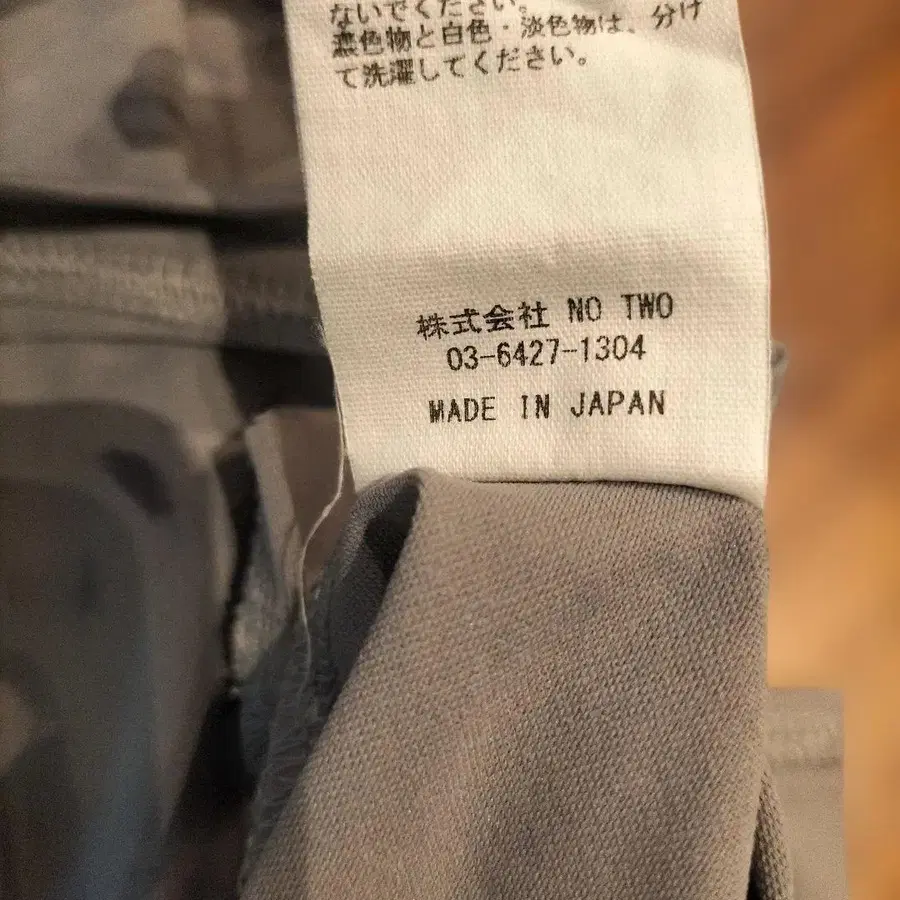 ないでください。
濃色物と白色・淡色物は、分け
て洗濯してください。
株式会社 NO TWO
03-6427-1304
MADE IN JAPAN